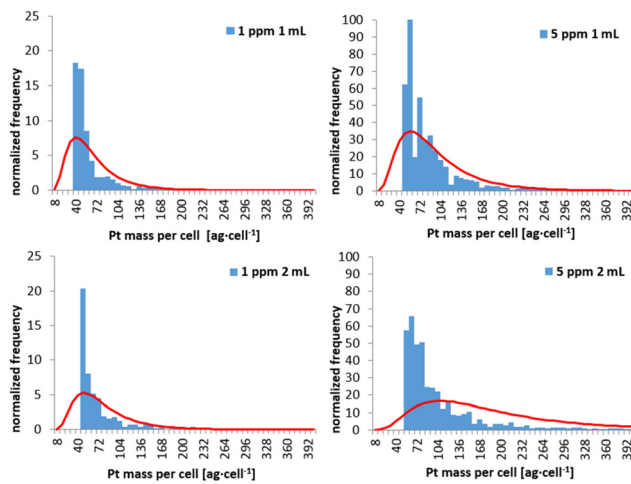 25
20
15
10
5
0
normalized frequency
1 ppm 1 mL
8 40 72 104 136 168 200 232 264 296 328 360 392
Pt mass per cell [ag·cell⁻¹]
100
90
80
70
60
50
40
30
20
10
0
normalized frequency
5 ppm 1 mL
8 40 72 104 136 168 200 232 264 296 328 360 392
Pt mass per cell [ag·cell⁻¹]
25
20
15
10
5
0
normalized frequency
1 ppm 2 mL
8 40 72 104 136 168 200 232 264 296 328 360 392
Pt mass per cell [ag·cell⁻¹]
100
90
80
70
60
50
40
30
20
10
0
normalized frequency
5 ppm 2 mL
8 40 72 104 136 168 200 232 264 296 328 360 392
Pt mass per cell [ag·cell⁻¹]